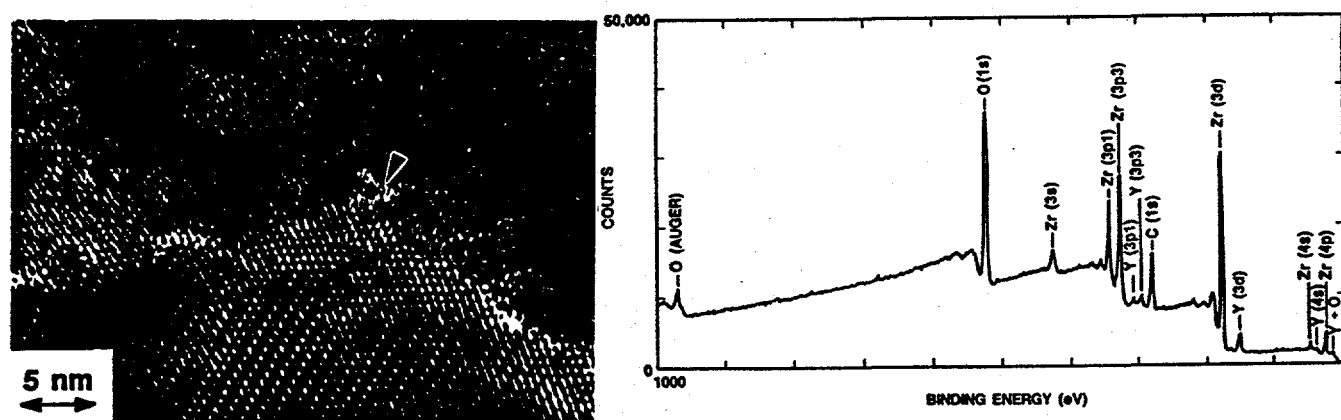 5 nm
50,000
COUNTS
0
1000
BINDING ENERGY (eV)
O (AUGER)
O(1s)
Zr (3s)
Zr (3p1)
Zr (3p3)
Y (3p1)
Y (3p3)
C (1s)
Zr (3d)
Y (3d)
Zr (4s)
Y (4s)
Zr (4p)
Y + O